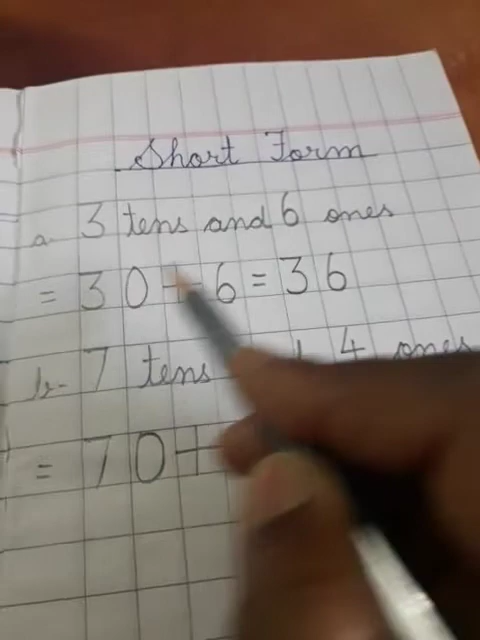 Short Form
a- 3 tens and 6 ones
= 30+6=36
b- 7 tens 4 ones
= 70+